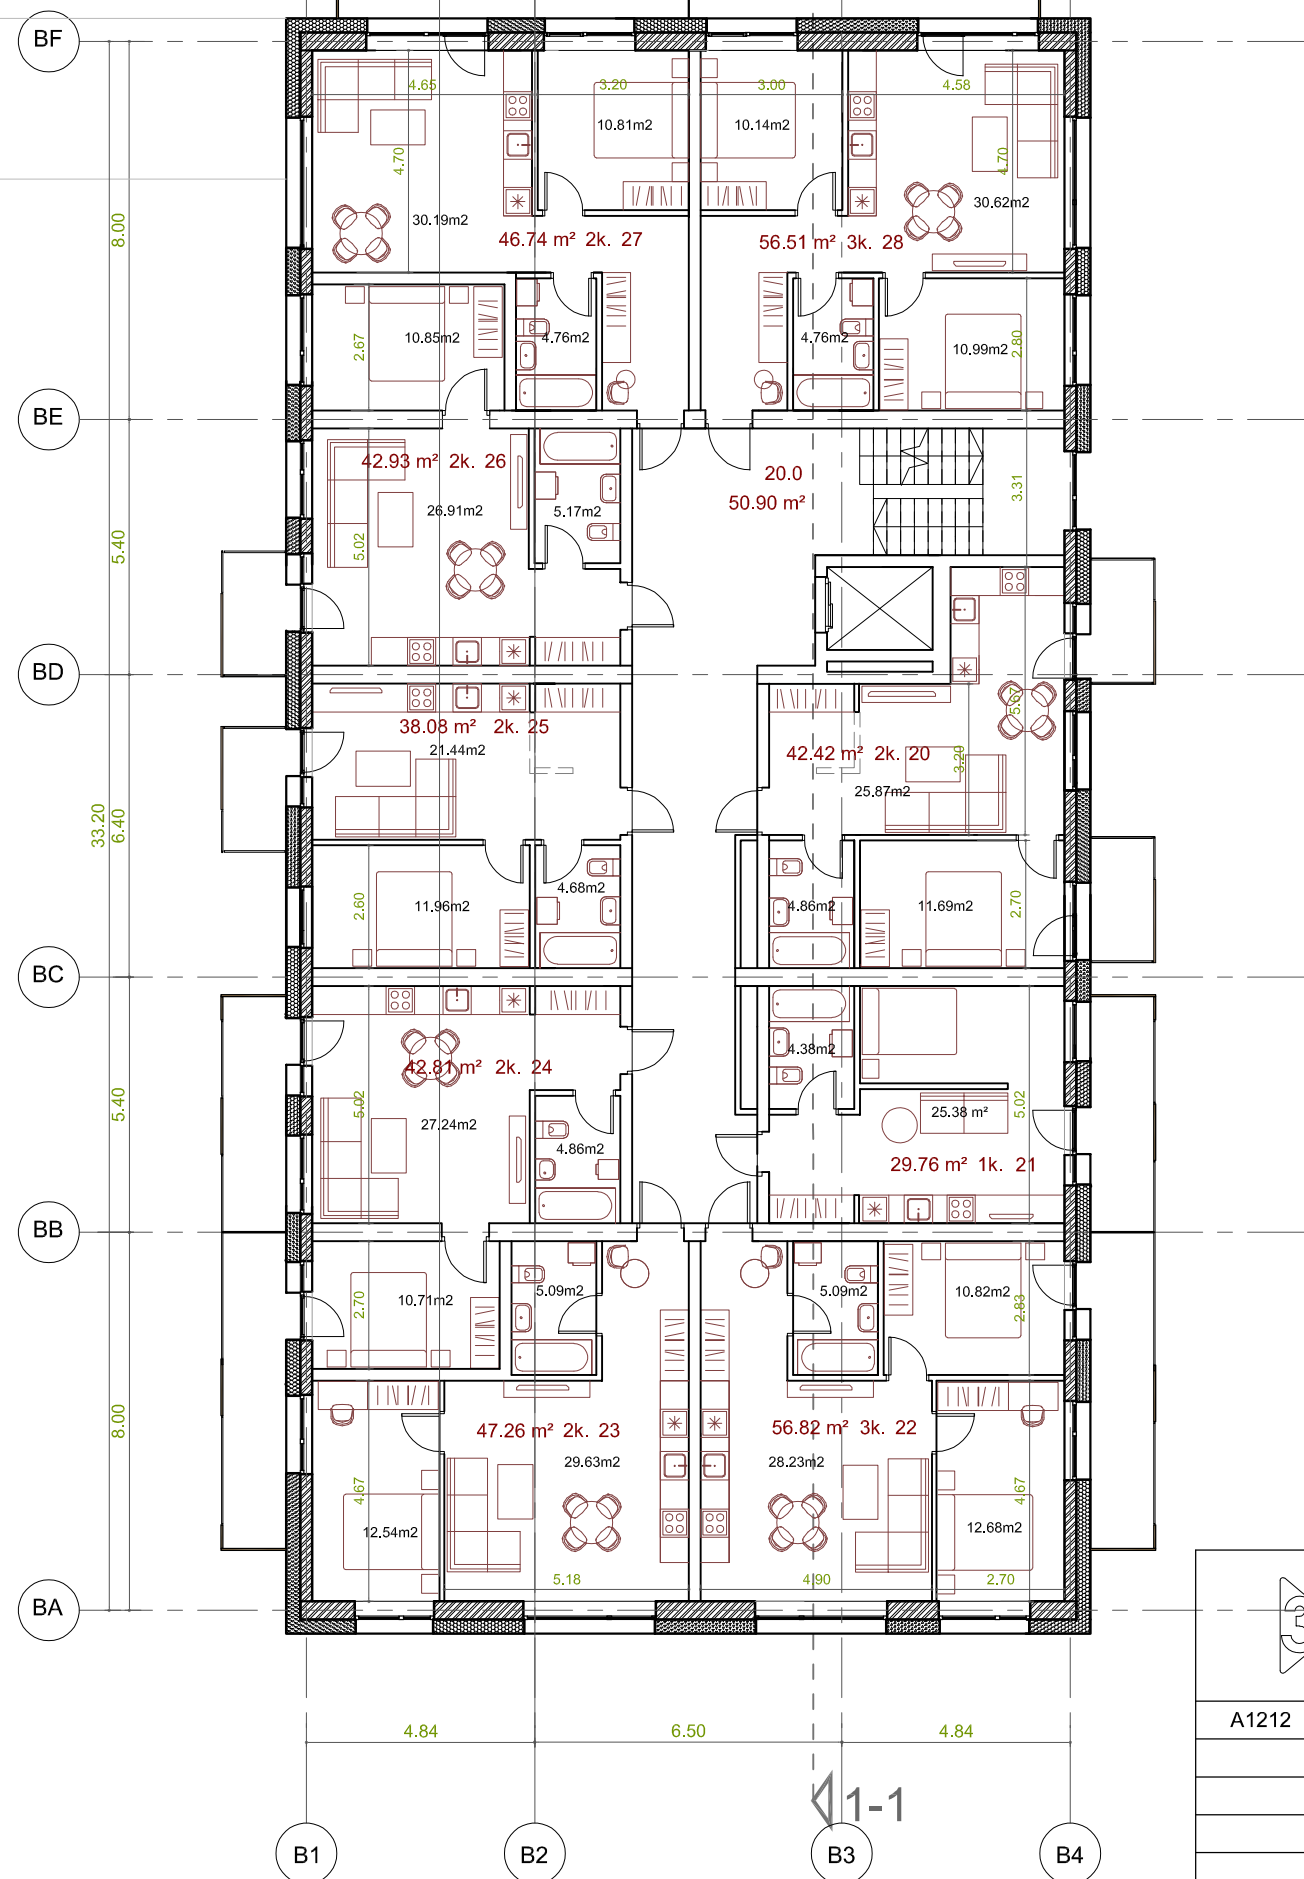 BF
4.65
3.20
3.00
4.58
10.81m2
10.14m2
4.70
4.70
30.19m2
30.62m2
8.00
46.74 m² 2k. 27
56.51 m² 3k. 28
2.67
10.85m2
4.76m2
4.76m2
10.99m2
2.80
BE
42.93 m² 2k. 26
20.0
50.90 m²
3.31
26.91m2
5.17m2
5.40
5.02
BD
5.67
38.08 m² 2k. 25
21.44m2
42.42 m² 2k. 20
3.20
25.87m2
33.20
6.40
4.68m2
2.60
11.96m2
4.86m2
11.69m2
2.70
BC
4.38m2
42.81 m² 2k. 24
5.40
5.02
5.02
27.24m2
25.38 m²
4.86m2
29.76 m² 1k. 21
BB
2.70
10.71m2
5.09m2
5.09m2
10.82m2
2.83
8.00
47.26 m² 2k. 23
56.82 m² 3k. 22
29.63m2
28.23m2
4.67
4.67
12.54m2
12.68m2
5.18
4.90
2.70
BA
3
A1212
4.84
6.50
4.84
1-1
B1
B2
B3
B4